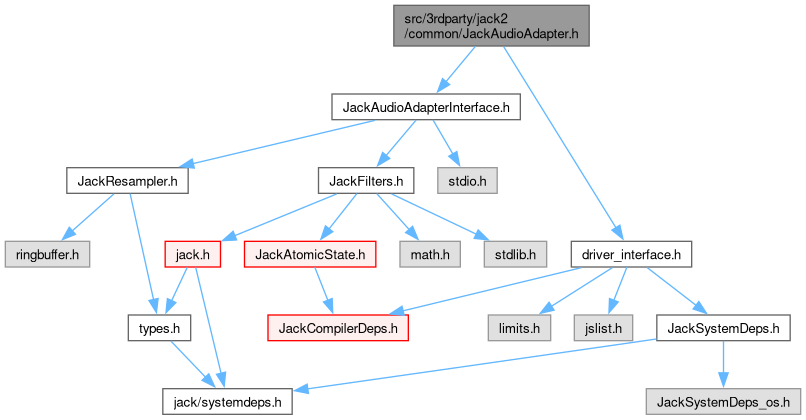 src/3rdparty/jack2
/common/JackAudioAdapter.h
JackAudioAdapterInterface.h
JackResampler.h
JackFilters.h
stdio.h
ringbuffer.h
jack.h
JackAtomicState.h
math.h
stdlib.h
driver_interface.h
types.h
JackCompilerDeps.h
limits.h
jslist.h
JackSystemDeps.h
jack/systemdeps.h
JackSystemDeps_os.h